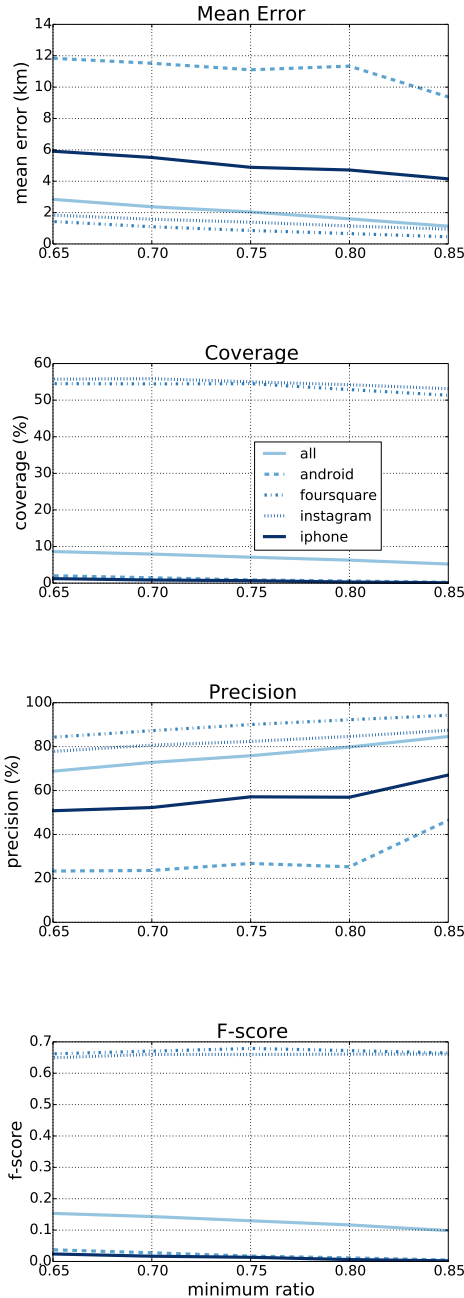 Mean Error
14
12
10
8
6
4
2
0
mean error (km)
0.65 0.70 0.75 0.80 0.85
Coverage
60
50
40
30
20
10
0
coverage (%)
all
android
foursquare
instagram
iphone
0.65 0.70 0.75 0.80 0.85
Precision
100
80
60
40
20
0
precision (%)
0.65 0.70 0.75 0.80 0.85
F-score
0.7
0.6
0.5
0.4
0.3
0.2
0.1
0.0
f-score
0.65 0.70 0.75 0.80 0.85
minimum ratio